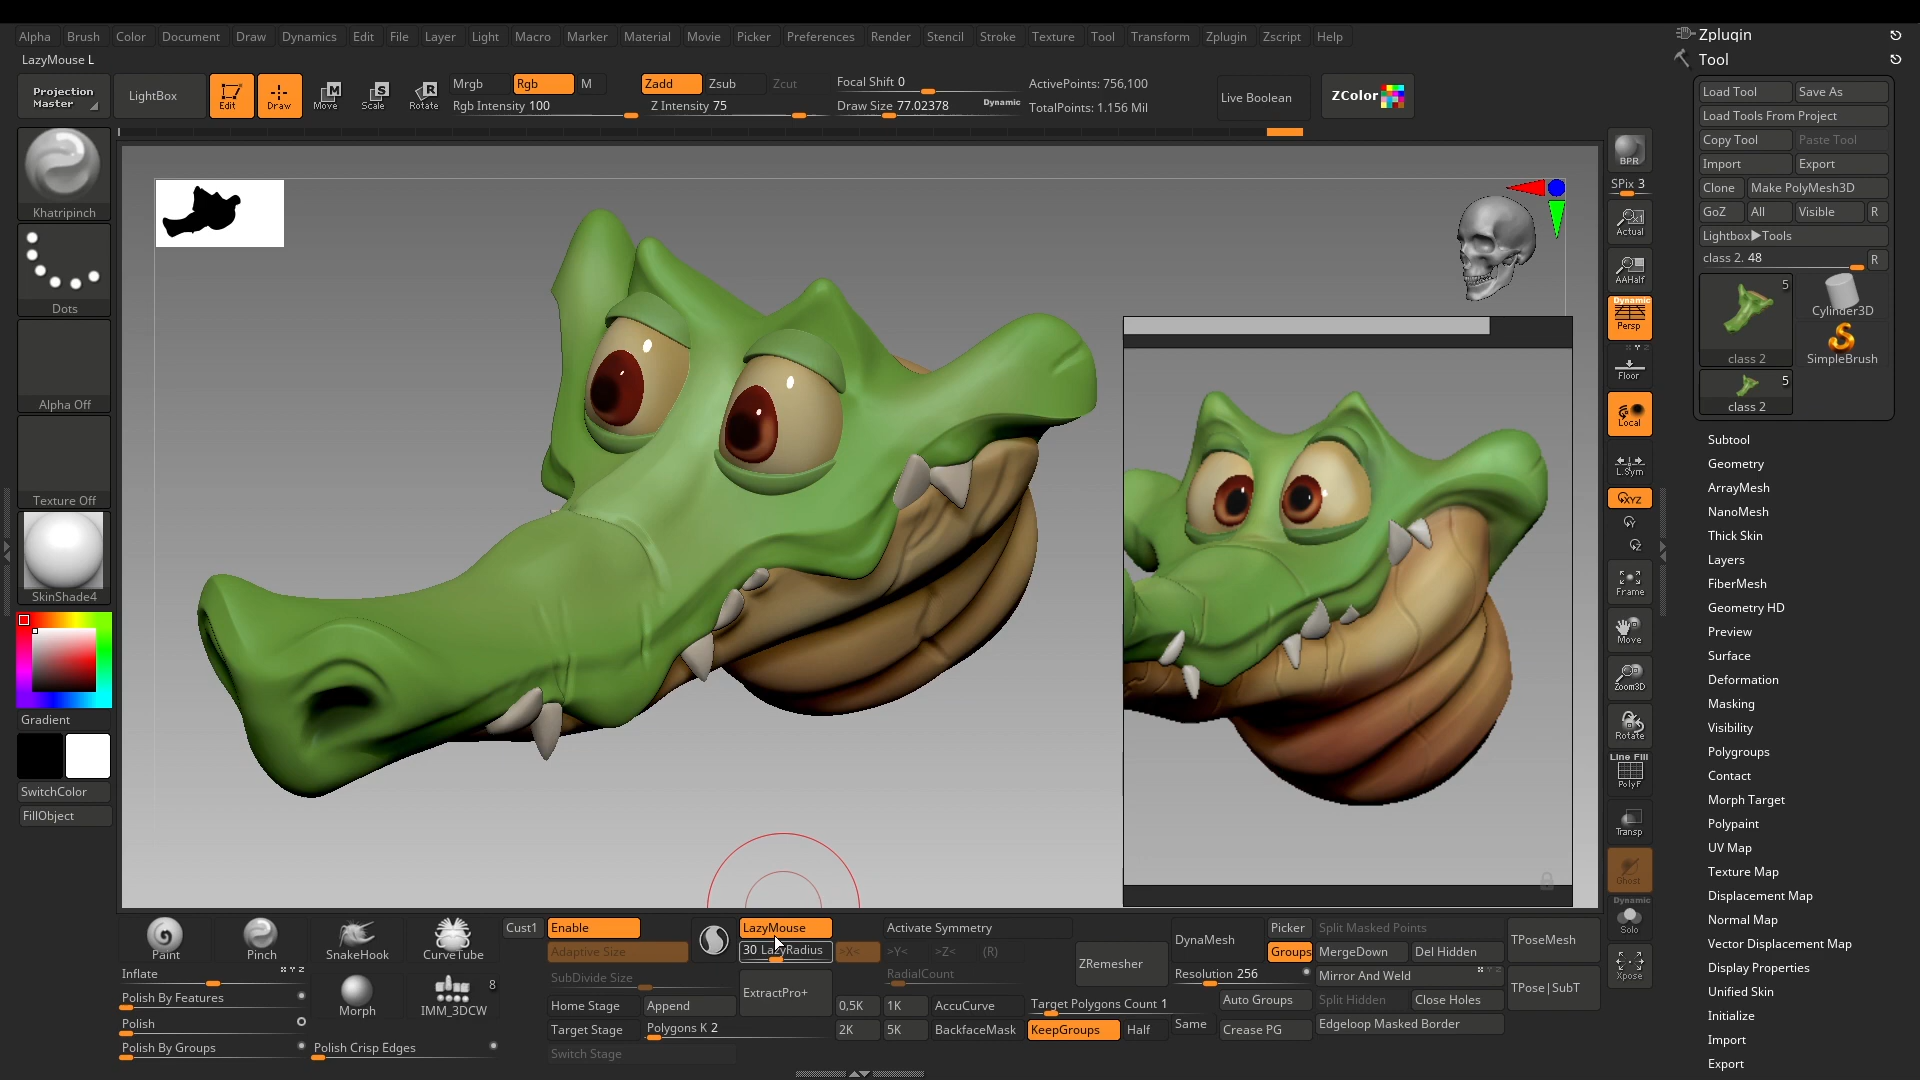 Alpha Brush Color Document Draw Dynamics Edit File Layer Light Macro Marker Material Movie Picker Preferences Render Stencil Stroke Texture Tool Transform Zplugin Zscript Help
Zplugin
LazyMouse L
Tool
Projection Master
LightBox
Edit
Draw
Move
Scale
Rotate
Mrgb Rgb M
Rgb Intensity 100
Zadd Zsub Zcut
Z Intensity 75
Focal Shift 0
Draw Size 77.02378
Dynamic
ActivePoints: 756,100
TotalPoints: 1.156 Mil
Live Boolean
ZColor
Khatripinch
Dots
Alpha Off
Texture Off
SkinShade4
Gradient
SwitchColor
FillObject
BPR
SPix 3
Actual
AAHalf
Dynamic
Persp
Floor
Local
L.Sym
XYZ
Y
Z
Frame
Move
Zoom3D
Rotate
Line Fill
PolyF
Transp
Ghost
Dynamic
Solo
Xpose
Load Tool Save As
Load Tools From Project
Copy Tool Paste Tool
Import Export
Clone Make PolyMesh3D
GoZ All Visible R
Lightbox▶Tools
class 2. 48 R
5
class 2
Cylinder3D
SimpleBrush
5
class 2
Subtool
Geometry
ArrayMesh
NanoMesh
Thick Skin
Layers
FiberMesh
Geometry HD
Preview
Surface
Deformation
Masking
Visibility
Polygroups
Contact
Morph Target
Polypaint
UV Map
Texture Map
Displacement Map
Normal Map
Vector Displacement Map
Display Properties
Unified Skin
Initialize
Import
Export
Paint
Pinch
SnakeHook
CurveTube
Inflate
Polish By Features
Polish
Polish By Groups
Morph
IMM_3DCW
8
Polish Crisp Edges
Cust1
Enable
Adaptive Size
SubDivide Size
Home Stage Append
Target Stage Polygons K 2
Switch Stage
LazyMouse
30 LazyRadius
ExtractPro+
Activate Symmetry
>X< >Y< >Z< (R)
RadialCount
0,5K 1K AccuCurve
2K 5K BackfaceMask
ZRemesher
Target Polygons Count 1
KeepGroups Half Same
DynaMesh
Resolution 256
Auto Groups
Crease PG
Picker
Groups
Split Masked Points
MergeDown Del Hidden
Mirror And Weld
Split Hidden Close Holes
Edgeloop Masked Border
TPoseMesh
TPose|SubT